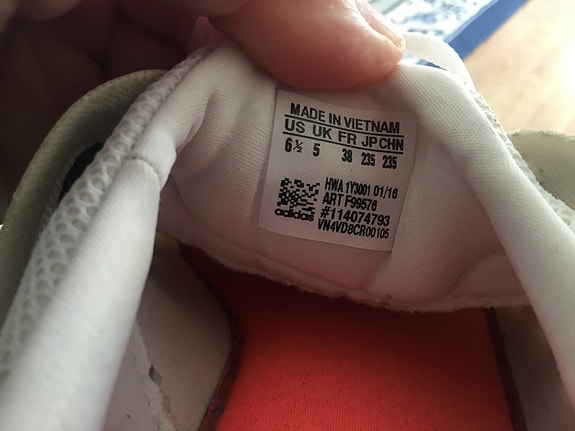 MADE IN VIETNAM
US UK FR JP CHN
6½ 5 38 235 235
HWA 1Y3001 01/16
ART F99576
#114074793
adidas VN4VD8CR00105